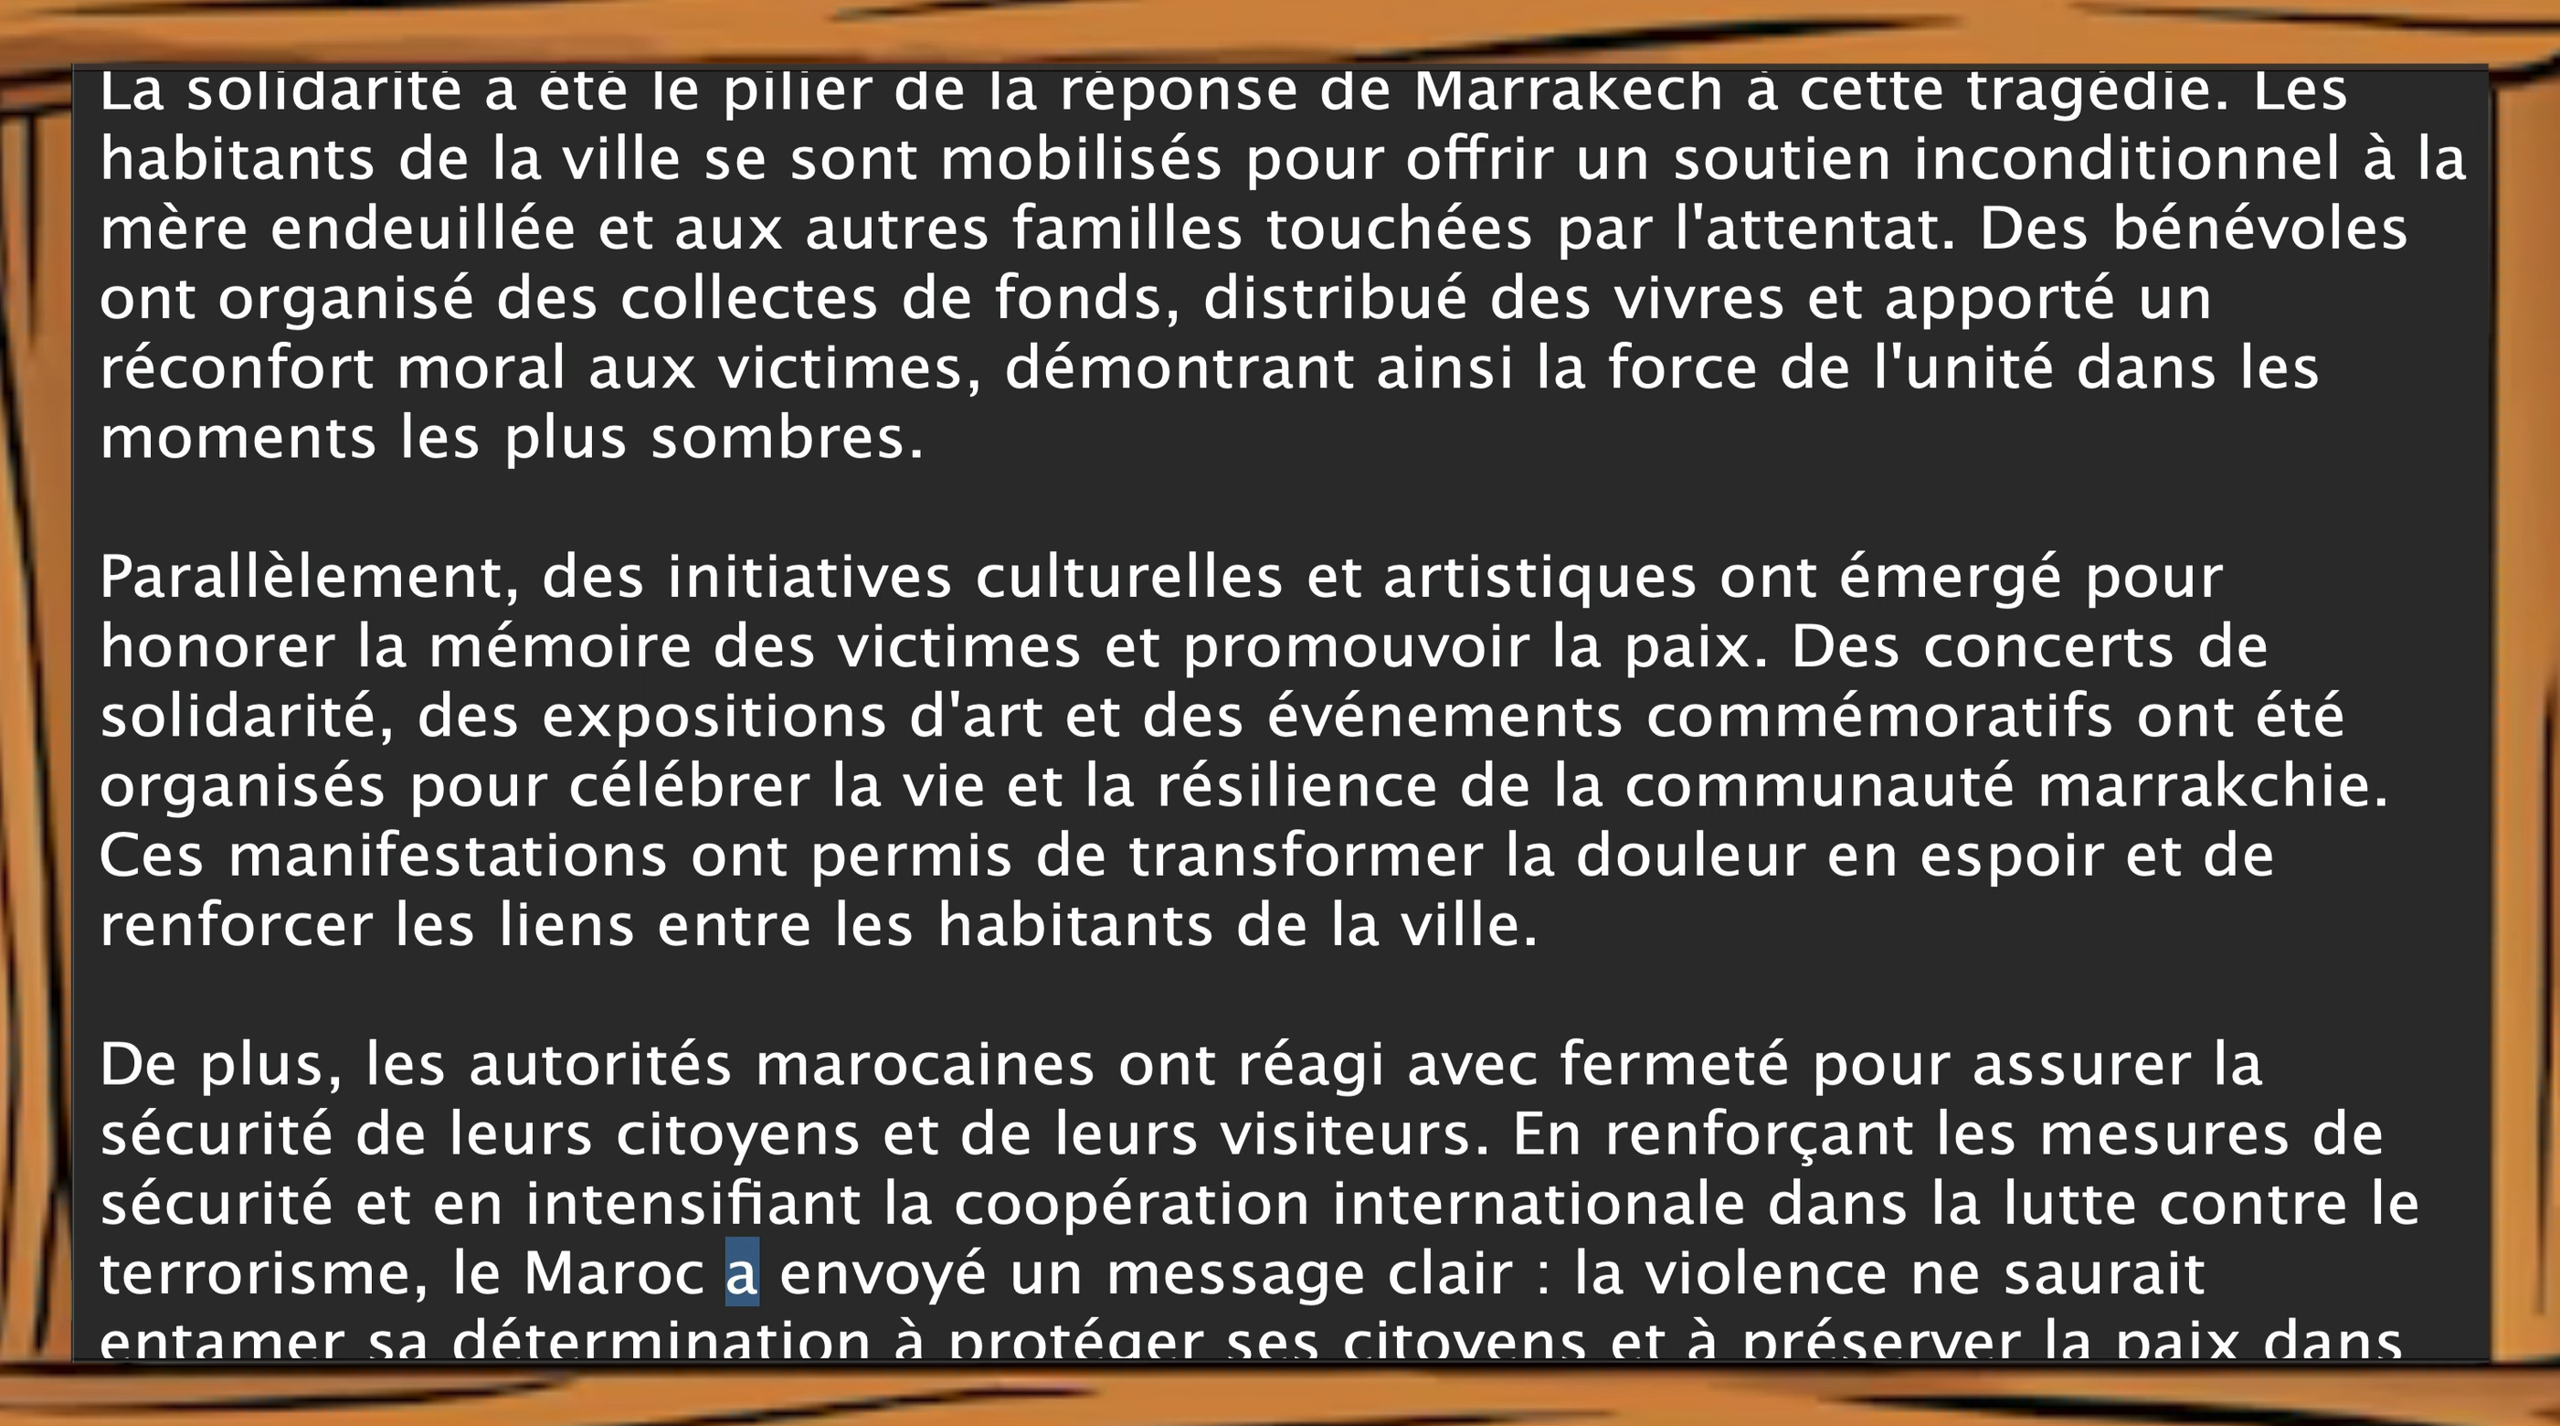 La solidarité a été le pilier de la réponse de Marrakech à cette tragédie. Les
habitants de la ville se sont mobilisés pour offrir un soutien inconditionnel à la
mère endeuillée et aux autres familles touchées par l'attentat. Des bénévoles
ont organisé des collectes de fonds, distribué des vivres et apporté un
réconfort moral aux victimes, démontrant ainsi la force de l'unité dans les
moments les plus sombres.
Parallèlement, des initiatives culturelles et artistiques ont émergé pour
honorer la mémoire des victimes et promouvoir la paix. Des concerts de
solidarité, des expositions d'art et des événements commémoratifs ont été
organisés pour célébrer la vie et la résilience de la communauté marrakchie.
Ces manifestations ont permis de transformer la douleur en espoir et de
renforcer les liens entre les habitants de la ville.
De plus, les autorités marocaines ont réagi avec fermeté pour assurer la
sécurité de leurs citoyens et de leurs visiteurs. En renforçant les mesures de
sécurité et en intensifiant la coopération internationale dans la lutte contre le
terrorisme, le Maroc a envoyé un message clair : la violence ne saurait
entamer sa détermination à protéger ses citoyens et à préserver la paix dans